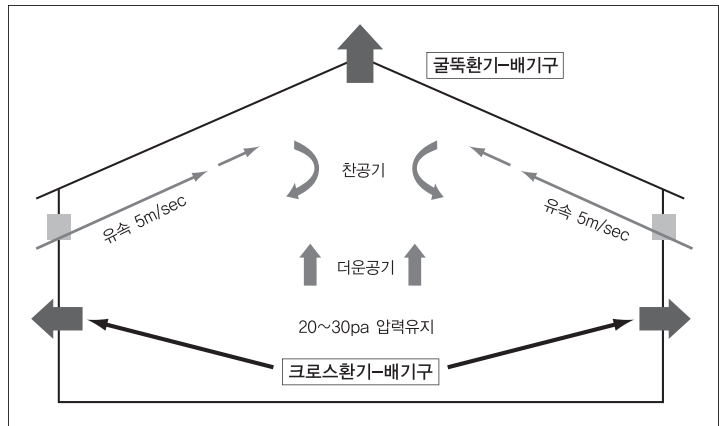 굴뚝환기-배기구
찬공기
유속 5m/sec
유속 5m/sec
더운공기
20~30pa 압력유지
크로스환기-배기구